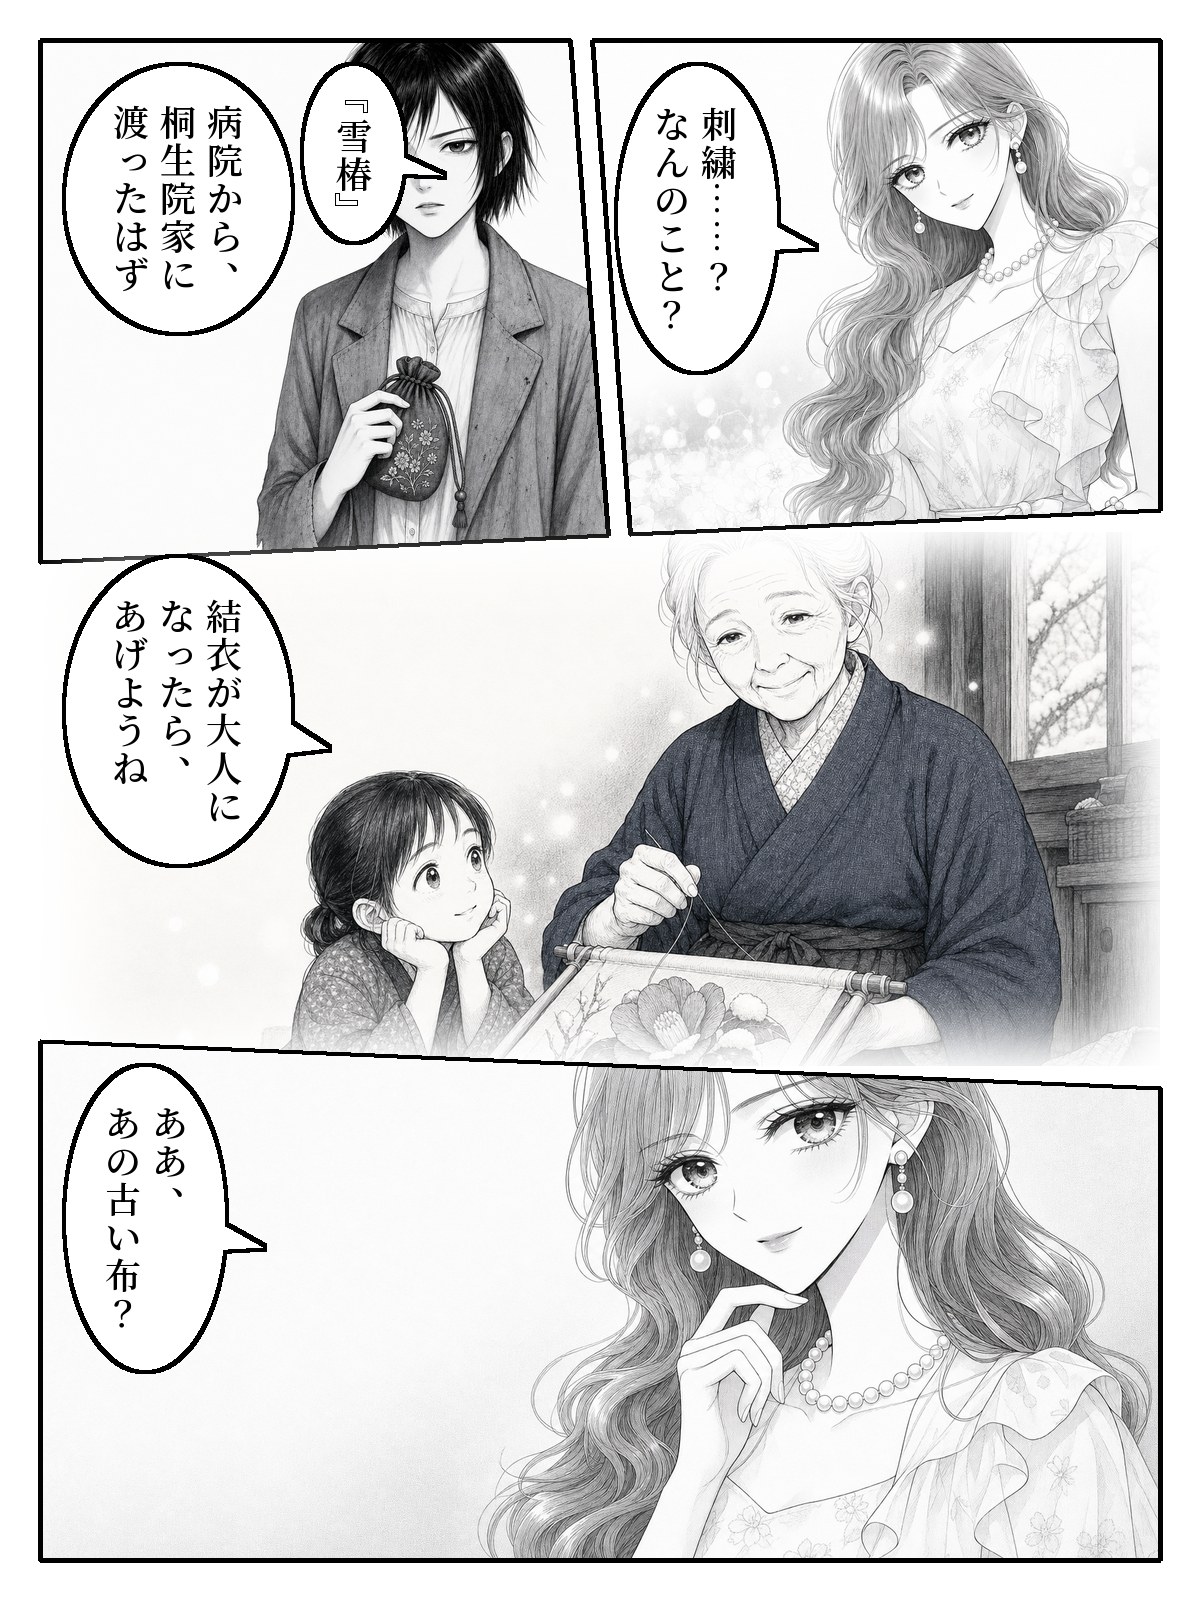 刺繍……？
なんのこと？
『雪椿』
病院から、
桐生院家に
渡ったはず
結衣が大人に
なったら、
あげようね
ああ、
あの古い布？